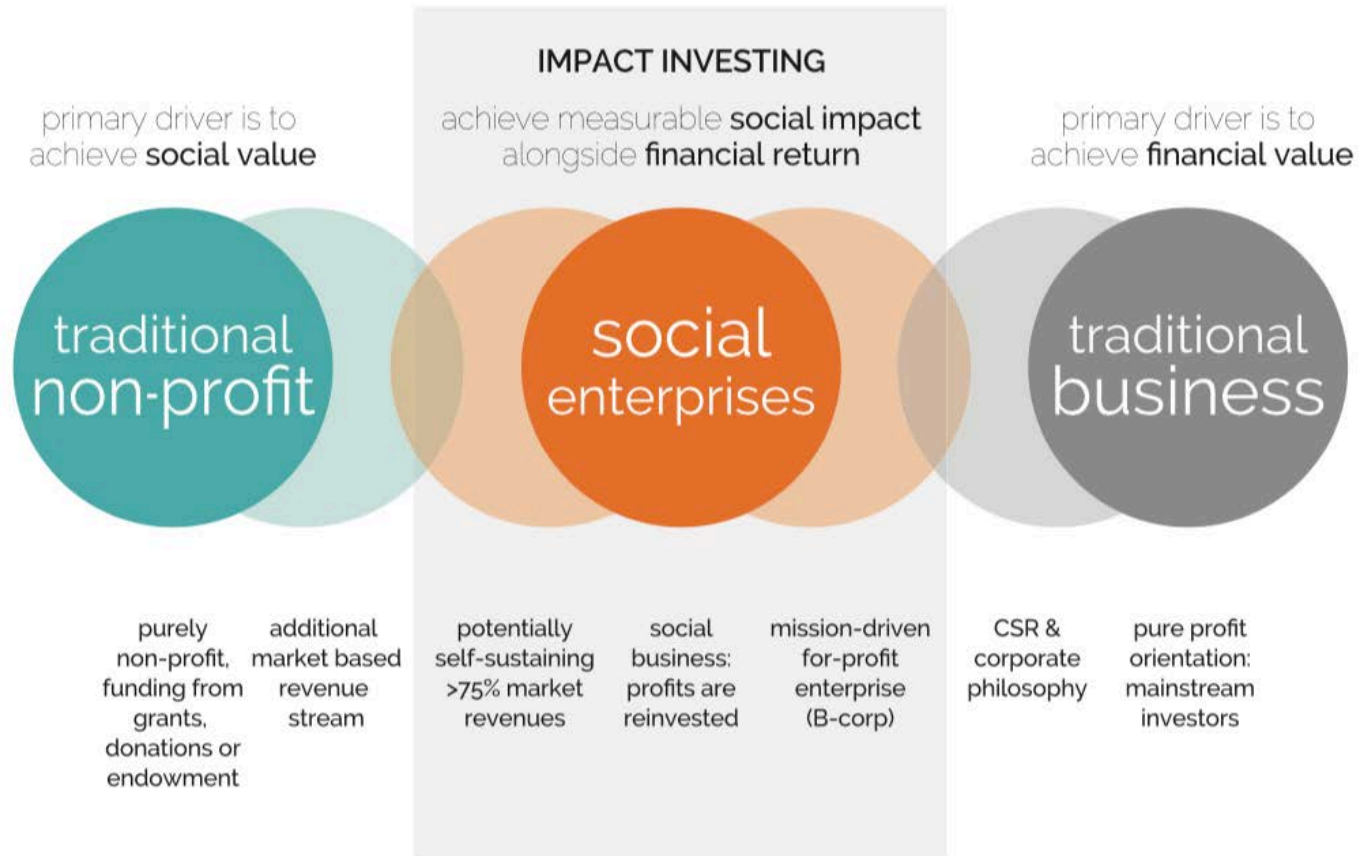 IMPACT INVESTING
primary driver is to
achieve social value
achieve measurable social impact
alongside financial return
primary driver is to
achieve financial value
traditional
non-profit
social
enterprises
traditional
business
purely
non-profit,
funding from
grants,
donations or
endowment
additional
market based
revenue
stream
potentially
self-sustaining
>75% market
revenues
social
business:
profits are
reinvested
mission-driven
for-profit
enterprise
(B-corp)
CSR &
corporate
philosophy
pure profit
orientation:
mainstream
investors